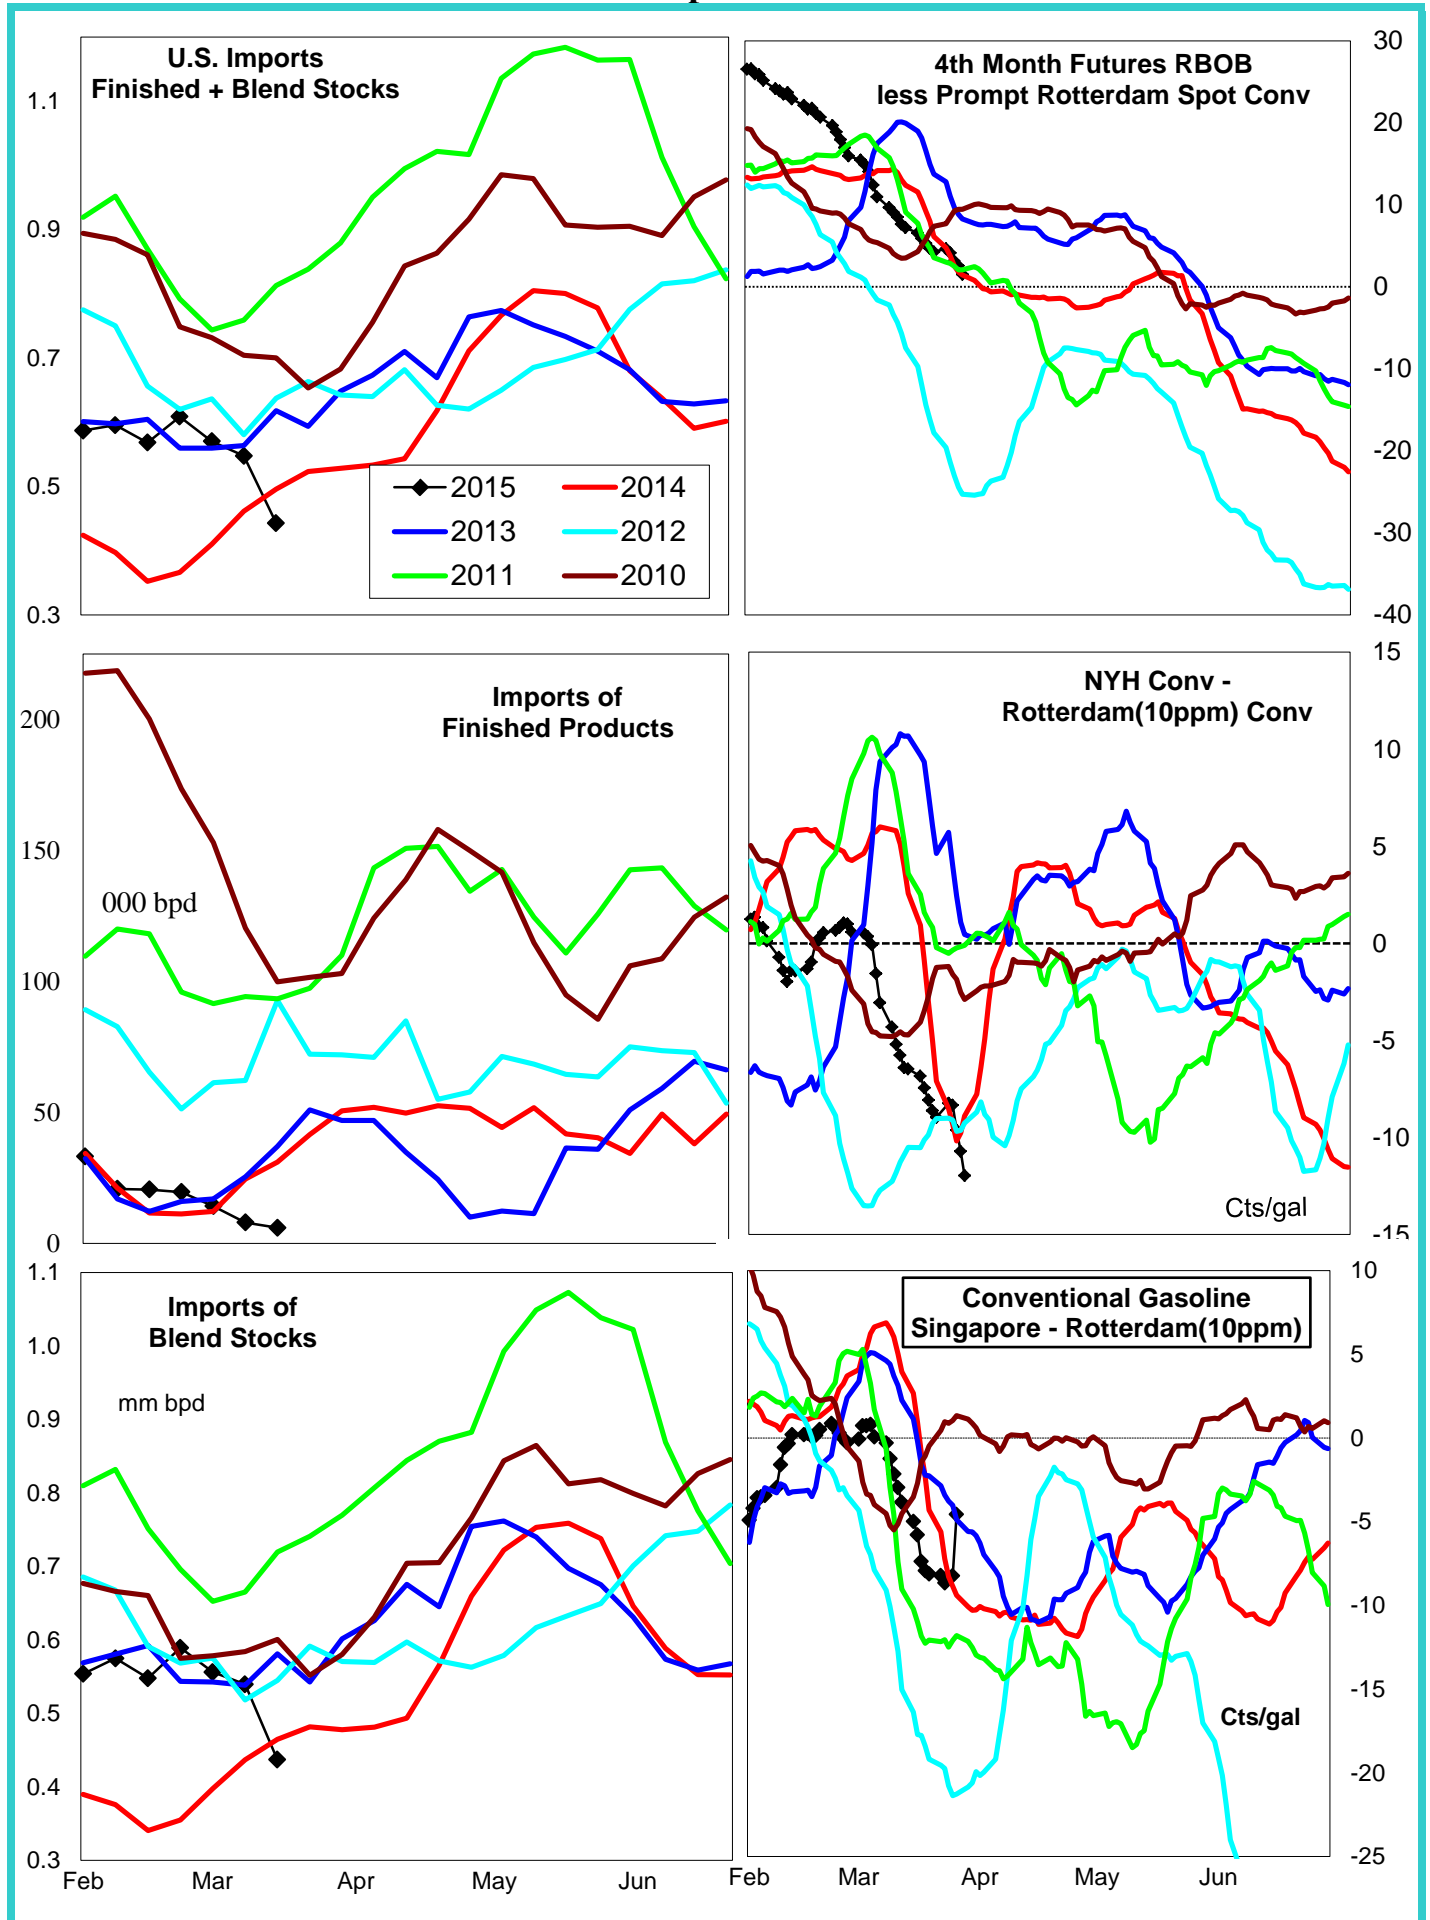 U.S. Imports
Finished + Blend Stocks
1.1
0.9
0.7
0.5
0.3
2015
2014
2013
2012
2011
2010
4th Month Futures RBOB
less Prompt Rotterdam Spot Conv
30
20
10
0
-10
-20
-30
-40
Imports of
Finished Products
000 bpd
200
150
100
50
0
NYH Conv -
Rotterdam(10ppm) Conv
15
10
5
0
-5
-10
-15
Cts/gal
Imports of
Blend Stocks
mm bpd
1.1
1.0
0.9
0.8
0.7
0.6
0.5
0.4
0.3
Feb Mar Apr May Jun
Conventional Gasoline
Singapore - Rotterdam(10ppm)
10
5
0
-5
-10
-15
-20
-25
Cts/gal
Feb Mar Apr May Jun